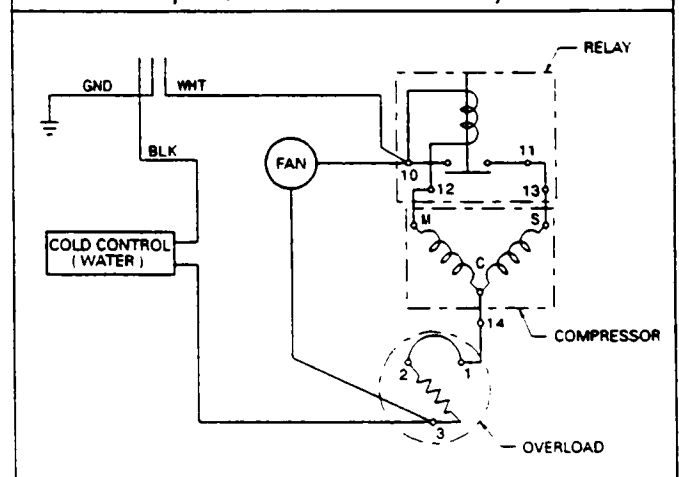 RELAY
GND
WHT
BLK
FAN
10
11
12
13
M
S
COLD CONTROL
( WATER )
C
14
COMPRESSOR
2
1
3
OVERLOAD